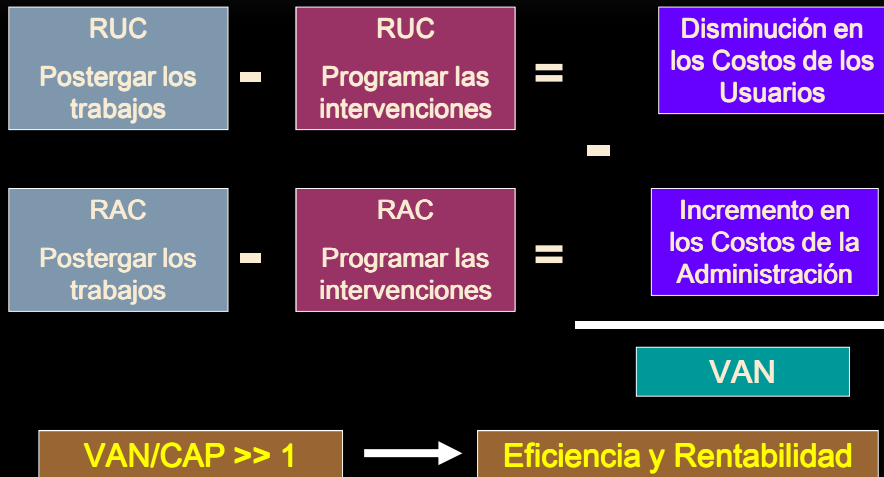 RUC
Postergar los
trabajos
-
RUC
Programar las
intervenciones
=
Disminución en
los Costos de los
Usuarios
-
RAC
Postergar los
trabajos
-
RAC
Programar las
intervenciones
=
Incremento en
los Costos de la
Administración
VAN
VAN/CAP >> 1
Eficiencia y Rentabilidad